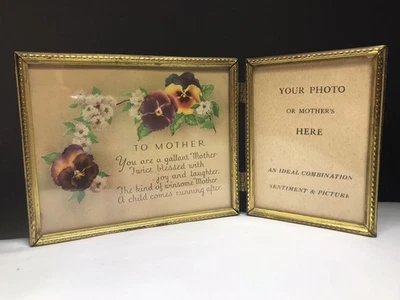 TO MOTHER
You are a gallant Mother
Twice blessed with
joy and laughter,
The kind of winsome Mother
A child comes running after.
YOUR PHOTO
OR MOTHER'S
HERE
AN IDEAL COMBINATION
SENTIMENT & PICTURE